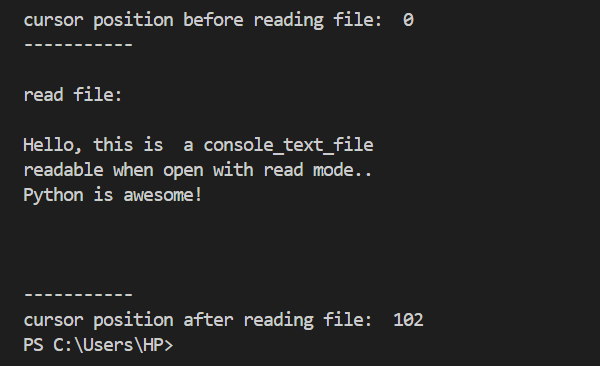 cursor position before reading file:  0
-----------
read file:
Hello, this is  a console_text_file
readable when open with read mode..
Python is awesome!
-----------
cursor position after reading file:  102
PS C:\Users\HP>